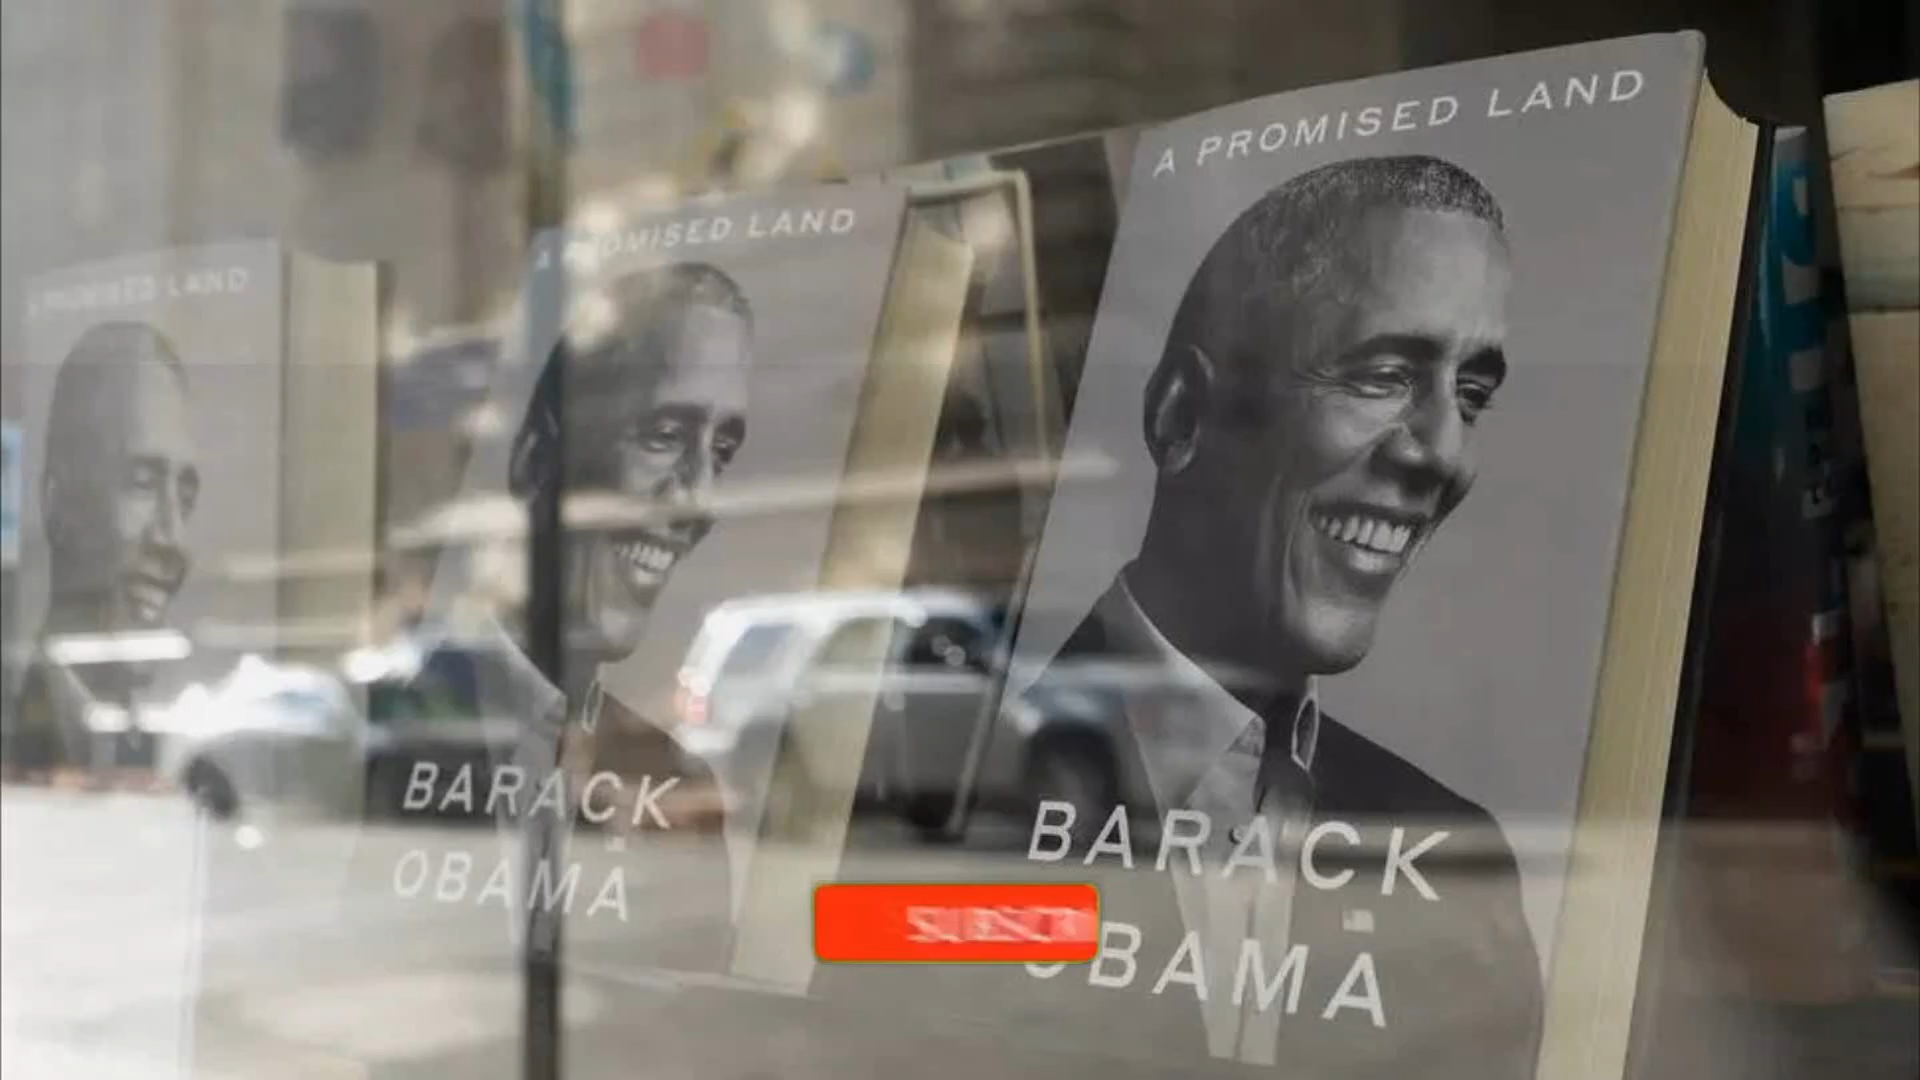 A PROMISED LAND
BARACK
OBAMA
A PROMISED LAND
BARACK
OBAMA
PROMISED LAND